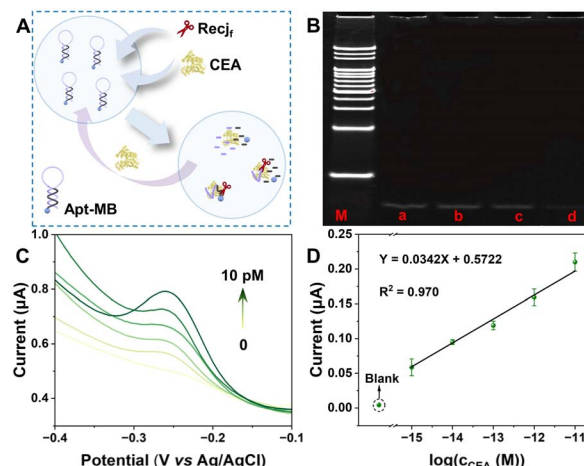 A
Recjf
CEA
Apt-MB
B
M a b c d
C
1.0
0.8
0.6
0.4
10 pM
0
Current (μA)
−0.4 −0.3 −0.2 −0.1
Potential (V vs Ag/AgCl)
D
0.25
0.20
0.15
0.10
0.05
0.00
Y = 0.0342X + 0.5722
R² = 0.970
Blank
Current (μA)
−15 −14 −13 −12 −11
log(cCEA (M))